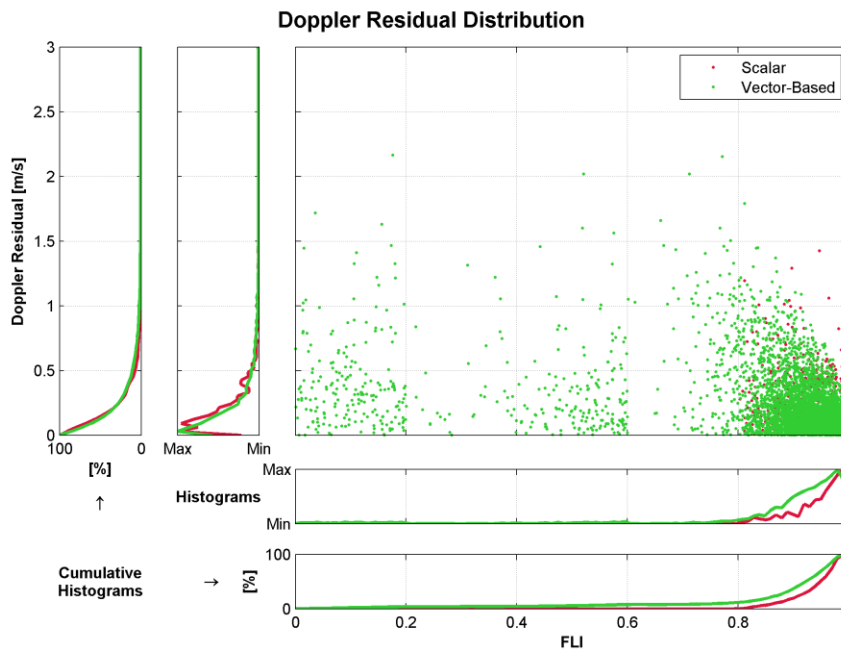 Doppler Residual Distribution
Doppler Residual [m/s]
3
2.5
2
1.5
1
0.5
0
100 0
[%]
↑
Max Min
Scalar
Vector-Based
Histograms
Max
Min
Cumulative
Histograms
→
[%]
100
0
0 0.2 0.4 0.6 0.8
FLI